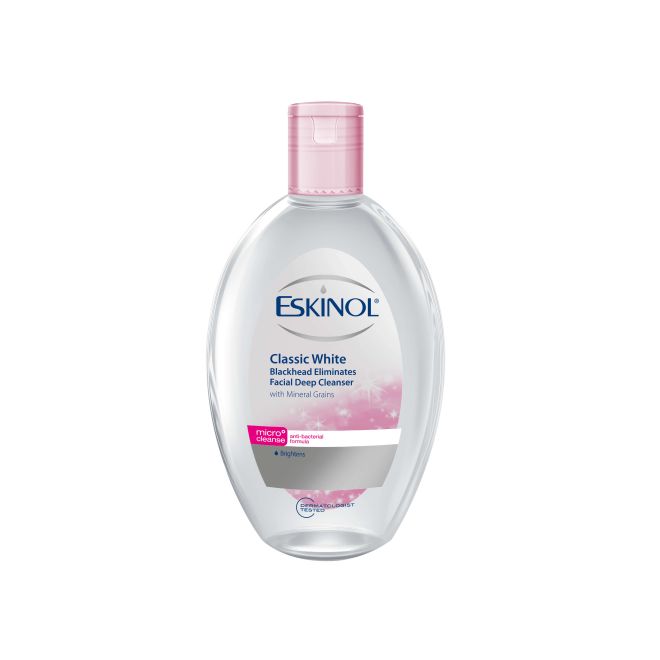 ESKINOL®
Classic White
Blackhead Eliminates
Facial Deep Cleanser
with Mineral Grains
micro°
cleanse
anti-bacterial
formula
Brightens
DERMATOLOGIST
TESTED